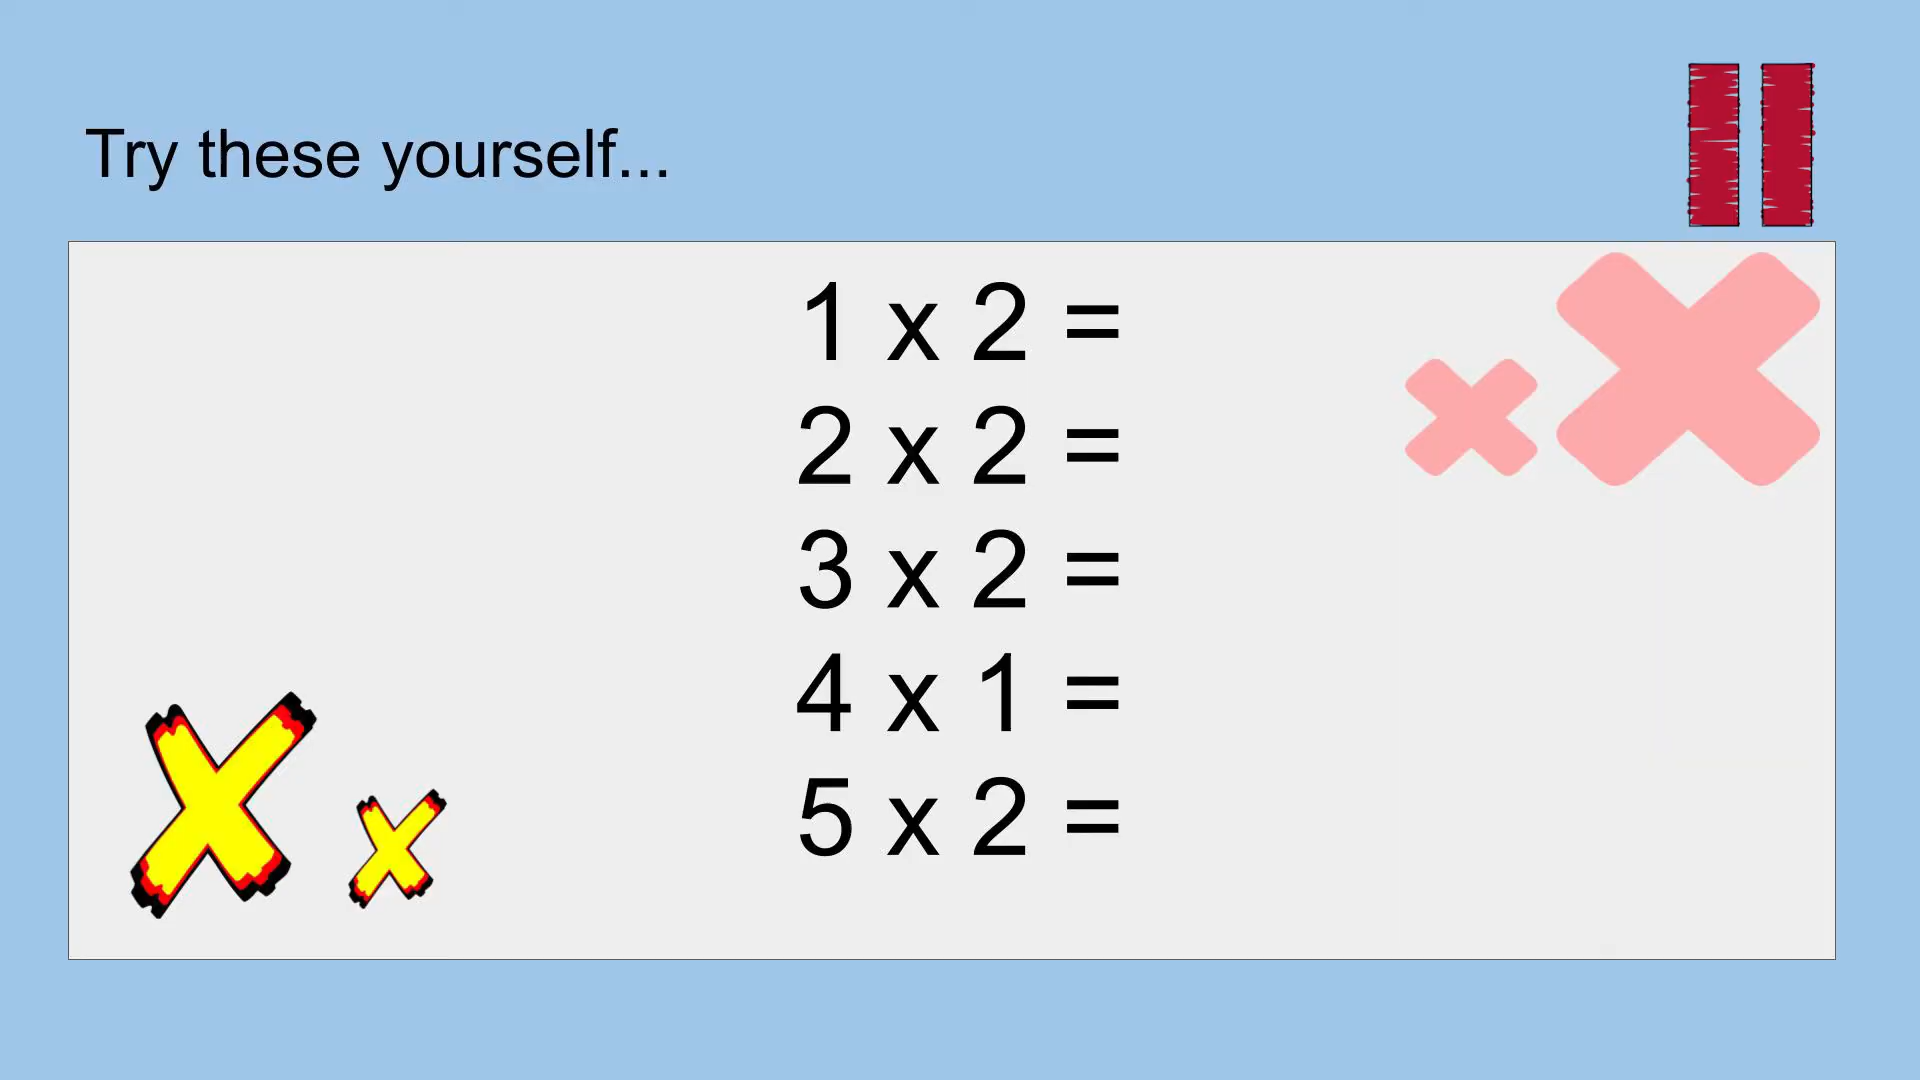 Try these yourself...
1 x 2 =
2 x 2 =
3 x 2 =
4 x 1 =
5 x 2 =